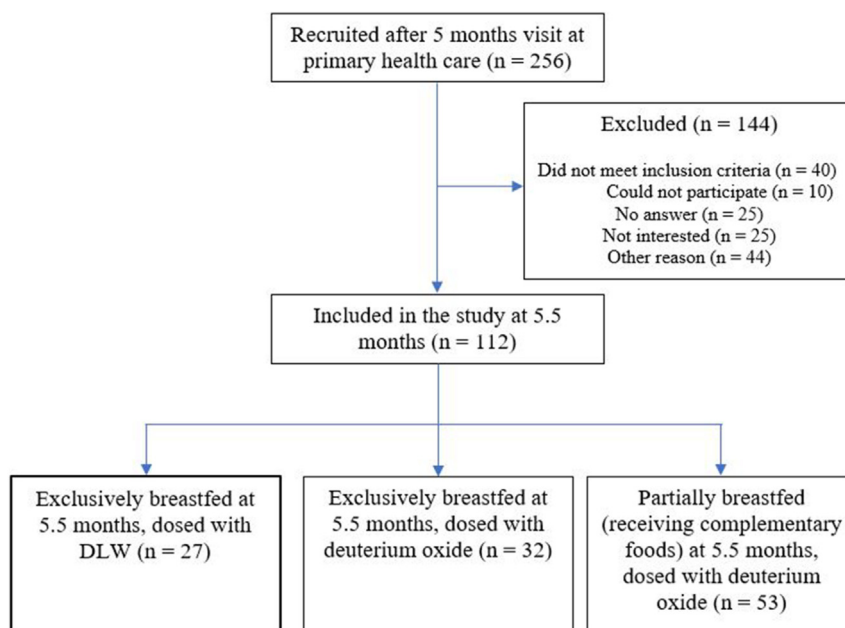 Recruited after 5 months visit at
primary health care (n = 256)
Excluded (n = 144)
Did not meet inclusion criteria (n = 40)
Could not participate (n = 10)
No answer (n = 25)
Not interested (n = 25)
Other reason (n = 44)
Included in the study at 5.5
months (n = 112)
Exclusively breastfed at
5.5 months, dosed with
DLW (n = 27)
Exclusively breastfed at
5.5 months, dosed with
deuterium oxide (n = 32)
Partially breastfed
(receiving complementary
foods) at 5.5 months,
dosed with deuterium
oxide (n = 53)